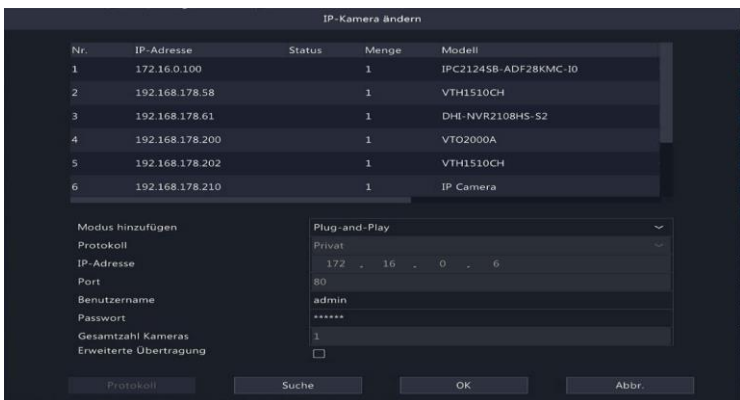 IP-Kamera ändern
Nr. IP-Adresse Status Menge Modell
1 172.16.0.100 1 IPC2124SB-ADF28KMC-I0
2 192.168.178.58 1 VTH1510CH
3 192.168.178.61 1 DHI-NVR2108HS-S2
4 192.168.178.200 1 VTO2000A
5 192.168.178.202 1 VTH1510CH
6 192.168.178.210 1 IP Camera
Modus hinzufügen Plug-and-Play
Protokoll Privat
IP-Adresse 172 . 16 . 0 . 6
Port 80
Benutzername admin
Passwort ******
Gesamtzahl Kameras 1
Erweiterte Übertragung
Protokoll Suche OK Abbr.